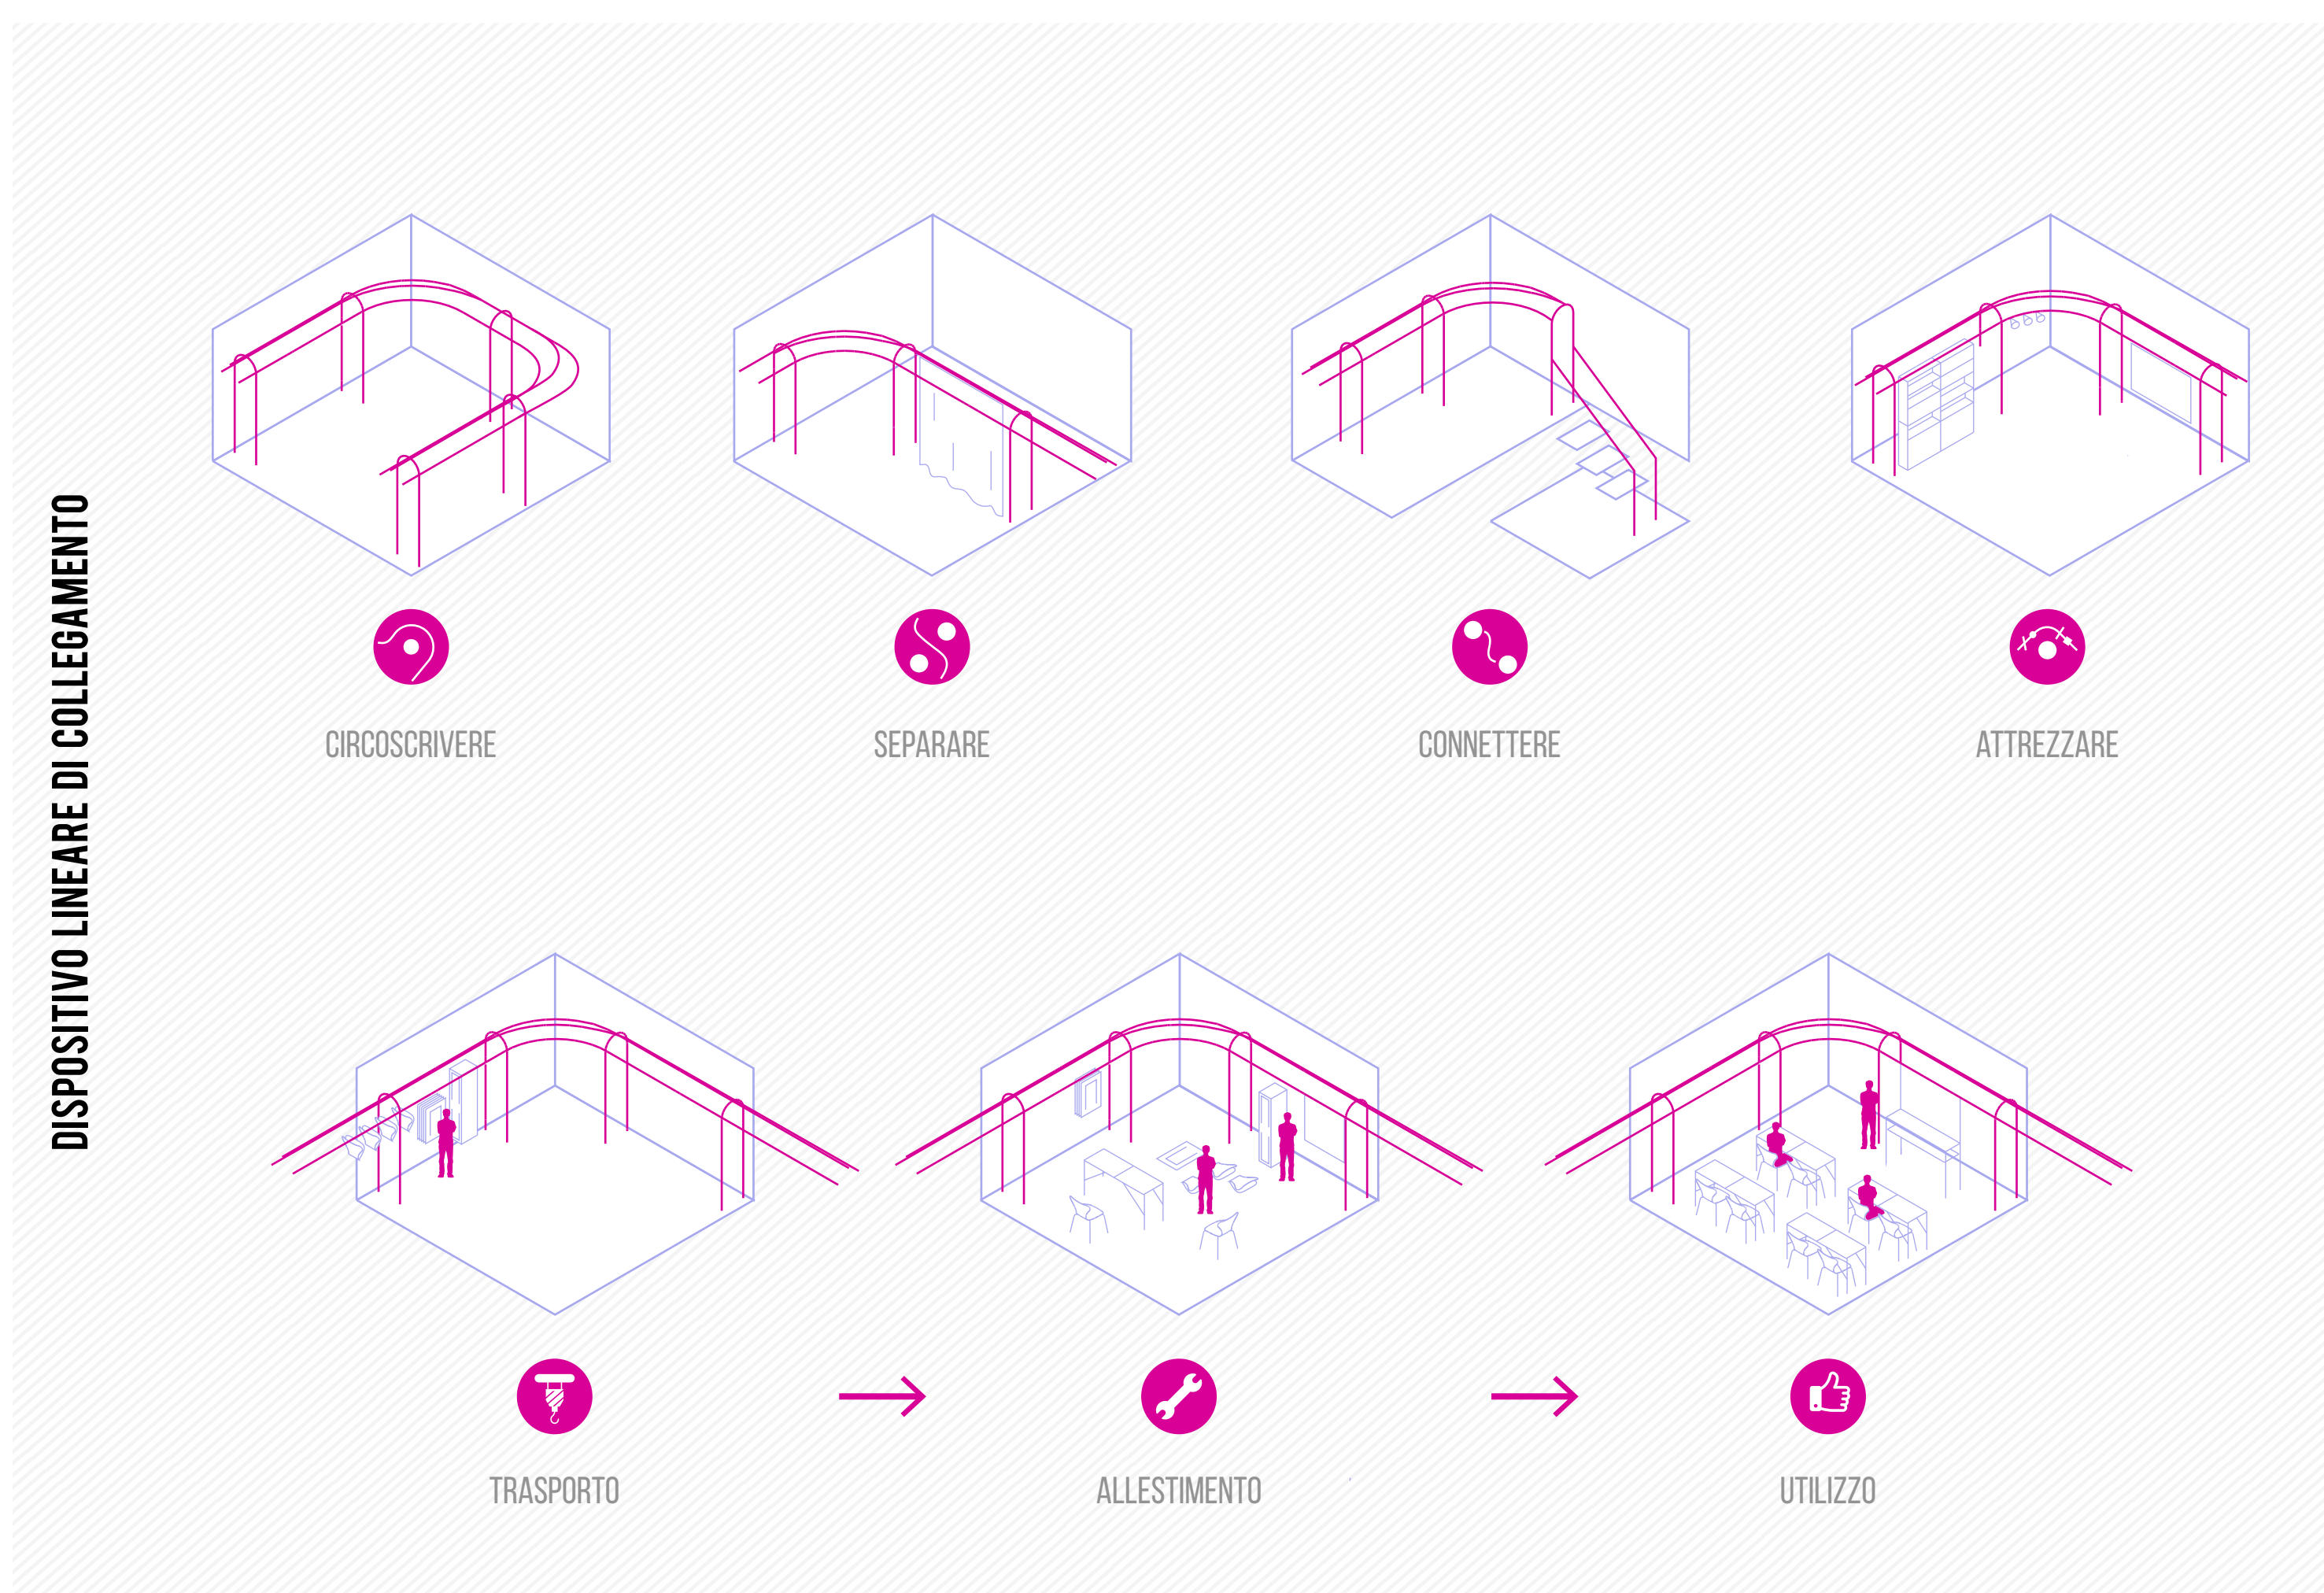 DISPOSITIVO LINEARE DI COLLEGAMENTO
CIRCOSCRIVERE
SEPARARE
CONNETTERE
ATTREZZARE
TRASPORTO
ALLESTIMENTO
UTILIZZO